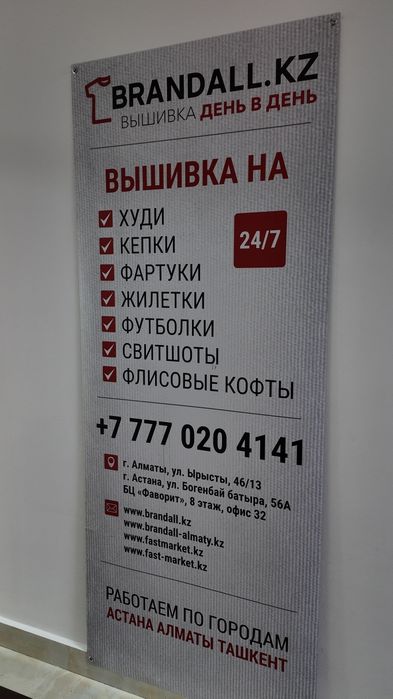 BRANDALL.KZ
ВЫШИВКА ДЕНЬ В ДЕНЬ
ВЫШИВКА НА
ХУДИ
24/7
КЕПКИ
ФАРТУКИ
ЖИЛЕТКИ
ФУТБОЛКИ
СВИТШОТЫ
ФЛИСОВЫЕ КОФТЫ
+7 777 020 4141
г. Алматы, ул. Ырысты, 46/13
г. Астана, ул. Богенбай батыра, 56А
БЦ «Фаворит», 8 этаж, офис 32
www.brandall.kz
www.brandall-almaty.kz
www.fastmarket.kz
www.fast-market.kz
РАБОТАЕМ ПО ГОРОДАМ
АСТАНА АЛМАТЫ ТАШКЕНТ